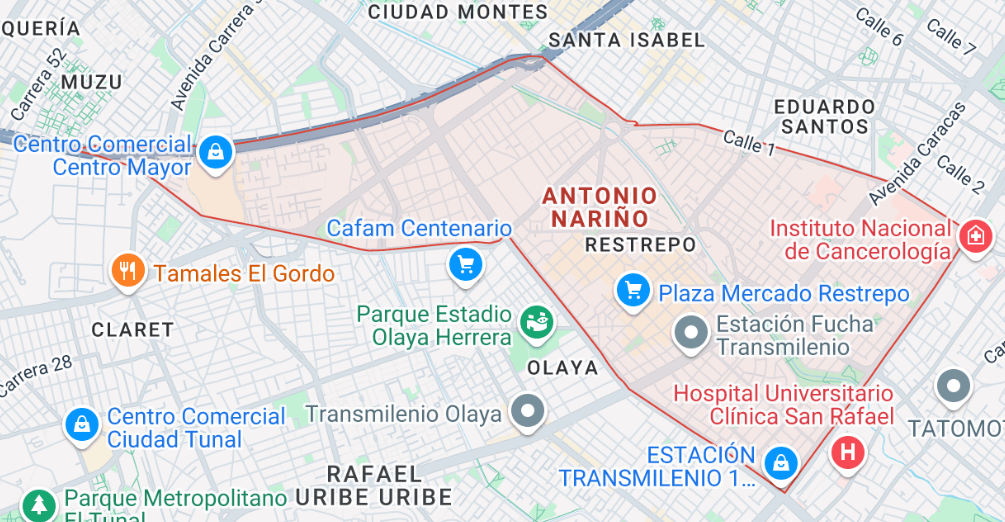 CIUDAD MONTES
QUERÍA
SANTA ISABEL
Calle 6
Calle 7
MUZU
Carrera 52
Avenida Carrera
EDUARDO
SANTOS
Calle 1
Avenida Caracas
Calle 2
Centro Comercial
Centro Mayor
ANTONIO
NARIÑO
RESTREPO
Cafam Centenario
Instituto Nacional
de Cancerología
Tamales El Gordo
Plaza Mercado Restrepo
Parque Estadio
Olaya Herrera
Estación Fucha
Transmilenio
CLARET
OLAYA
Carrera 28
Hospital Universitario
Clínica San Rafael
Centro Comercial
Ciudad Tunal
Transmilenio Olaya
TATOMO
H
ESTACIÓN
TRANSMILENIO 1...
RAFAEL
URIBE URIBE
Parque Metropolitano
El Tunal